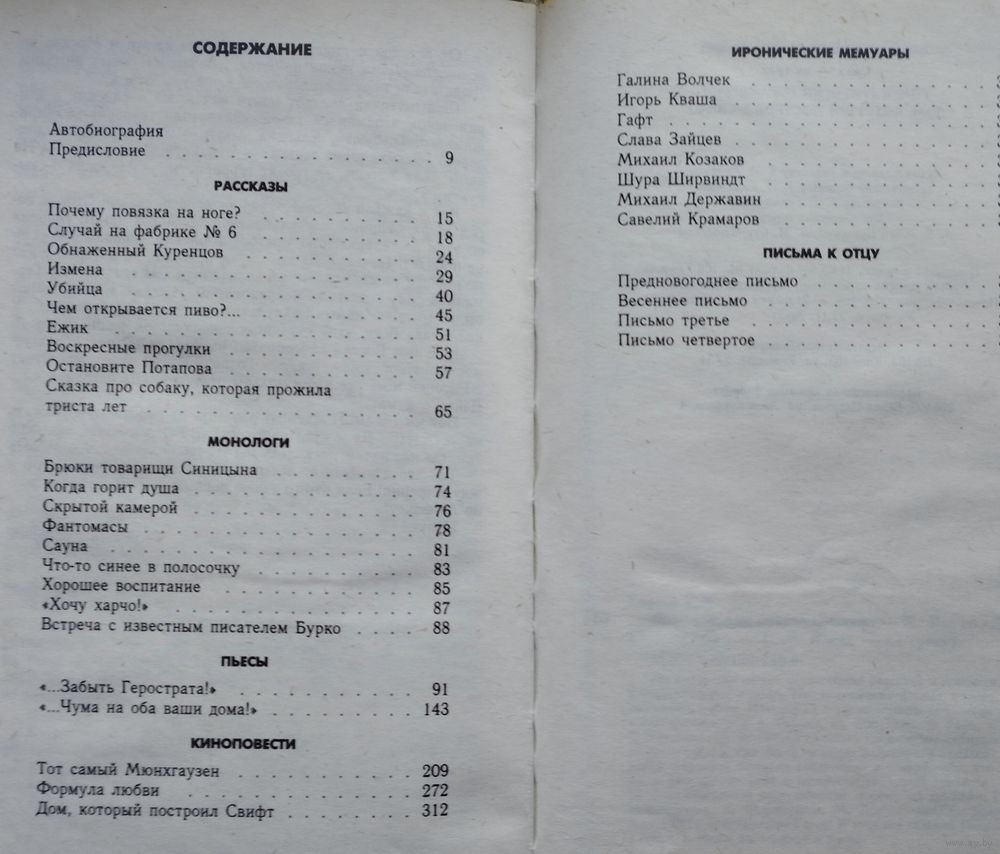 СОДЕРЖАНИЕ
Автобиография
Предисловие . . . . . . . . . . . . . . . . . 9
РАССКАЗЫ
Почему повязка на ноге? . . . . . . . . . . 15
Случай на фабрике № 6 . . . . . . . . . . 18
Обнаженный Куренцов . . . . . . . . . . . 24
Измена . . . . . . . . . . . . . . . . . . 29
Убийца . . . . . . . . . . . . . . . . . . 40
Чем открывается пиво?... . . . . . . . . . . 45
Ежик . . . . . . . . . . . . . . . . . . . 51
Воскресные прогулки . . . . . . . . . . . . 53
Остановите Потапова . . . . . . . . . . . . 57
Сказка про собаку, которая прожила
триста лет . . . . . . . . . . . . . . . . . 65
МОНОЛОГИ
Брюки товарищи Синицына . . . . . . . . . 71
Когда горит душа . . . . . . . . . . . . . . 74
Скрытой камерой . . . . . . . . . . . . . . 76
Фантомасы . . . . . . . . . . . . . . . . . 78
Сауна . . . . . . . . . . . . . . . . . . . 81
Что-то синее в полосочку . . . . . . . . . . 83
Хорошее воспитание . . . . . . . . . . . . 85
«Хочу харчо!» . . . . . . . . . . . . . . . 87
Встреча с известным писателем Бурко . . . . 88
ПЬЕСЫ
«...Забыть Герострата!» . . . . . . . . . . . 91
«...Чума на оба ваши дома!» . . . . . . . . . 143
КИНОПОВЕСТИ
Тот самый Мюнхгаузен . . . . . . . . . . . 209
Формула любви . . . . . . . . . . . . . . 272
Дом, который построил Свифт . . . . . . . . 312
ИРОНИЧЕСКИЕ МЕМУАРЫ
Галина Волчек . . . . . . . . . . . .
Игорь Кваша . . . . . . . . . . . . .
Гафт . . . . . . . . . . . . . . . .
Слава Зайцев . . . . . . . . . . . . .
Михаил Козаков . . . . . . . . . . . .
Шура Ширвиндт . . . . . . . . . . . .
Михаил Державин . . . . . . . . . . .
Савелий Крамаров . . . . . . . . . . .
ПИСЬМА К ОТЦУ
Предновогоднее письмо . . . . . . . . .
Весеннее письмо . . . . . . . . . . . .
Письмо третье . . . . . . . . . . . . .
Письмо четвертое . . . . . . . . . . .
www.ay.by